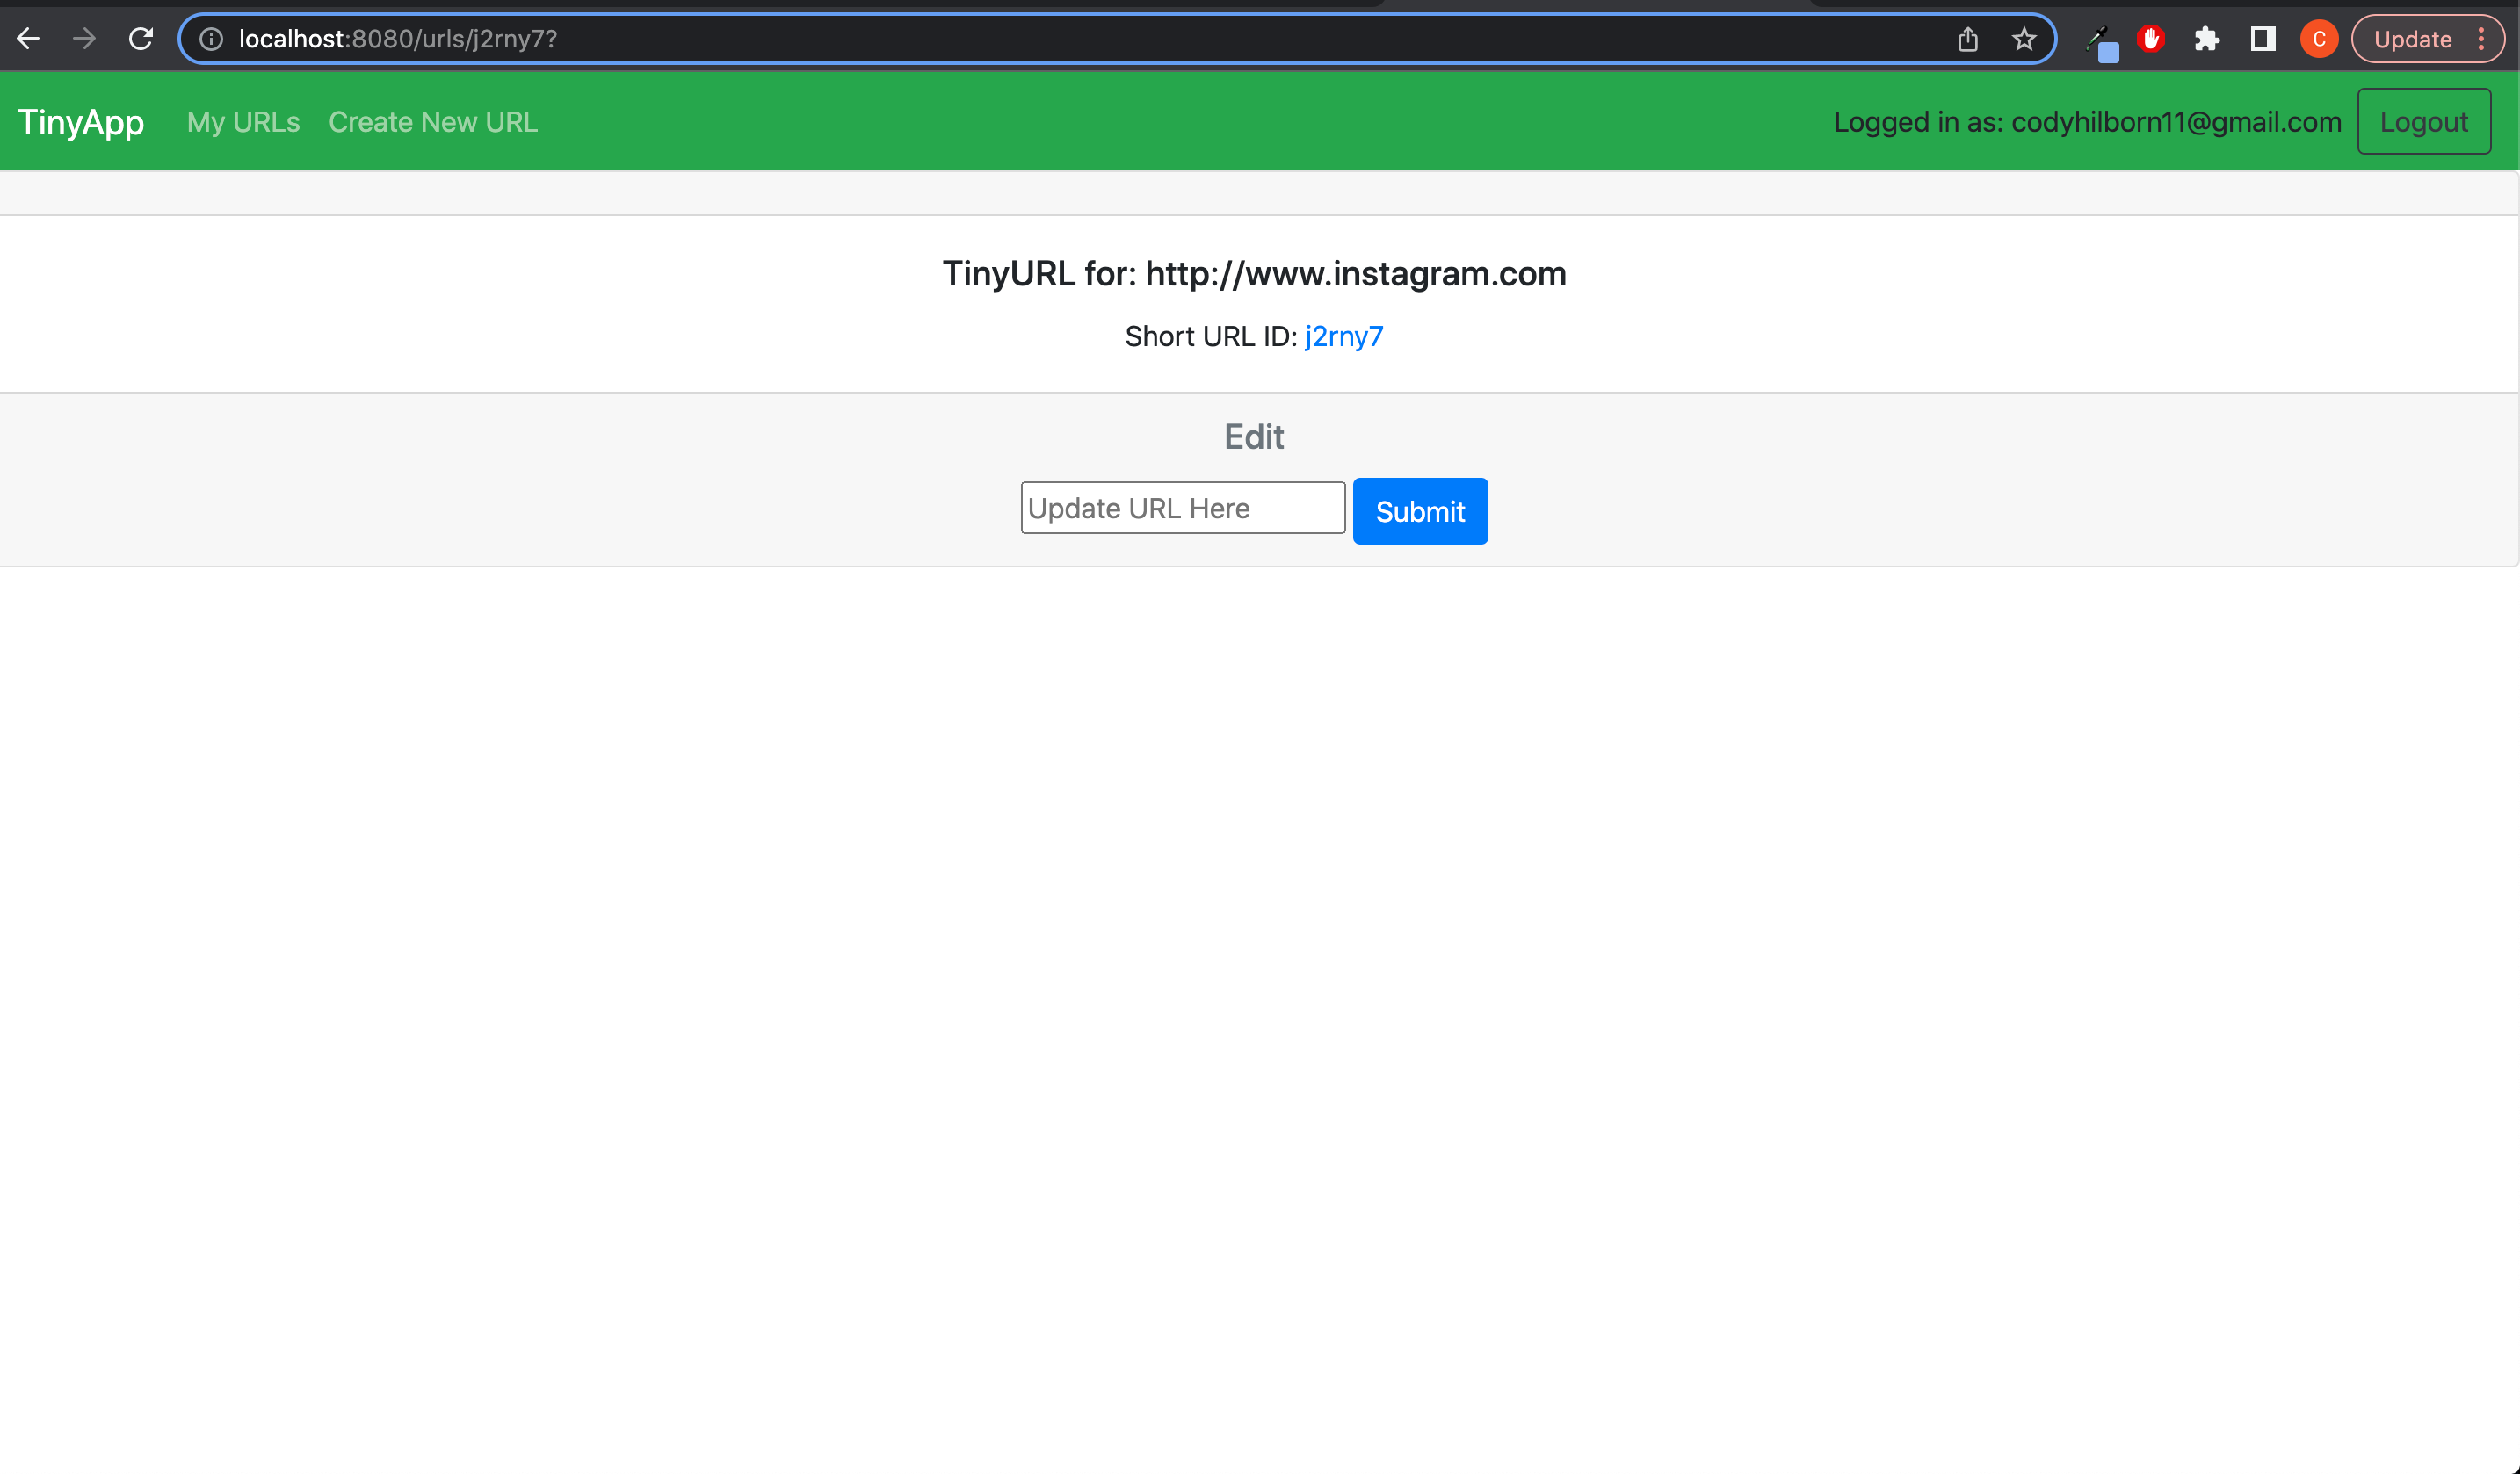 localhost:8080/urls/j2rny7?
C
Update
TinyApp My URLs Create New URL Logged in as: codyhilborn11@gmail.com Logout
TinyURL for: http://www.instagram.com
Short URL ID: j2rny7
Edit
Update URL Here Submit